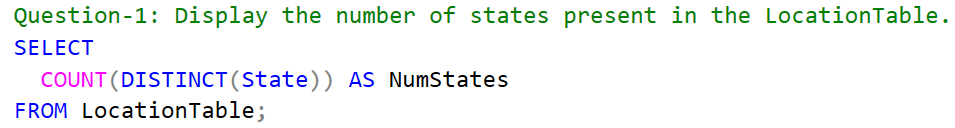 Question-1: Display the number of states present in the LocationTable.
SELECT
COUNT(DISTINCT(State)) AS NumStates
FROM LocationTable;